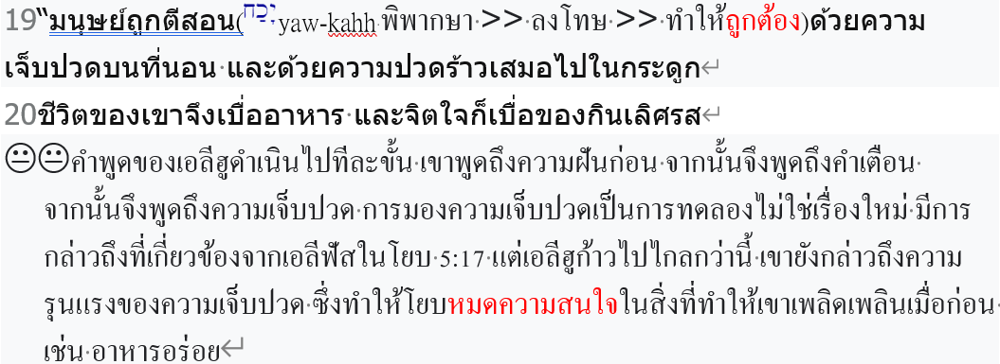 19“มนุษย์ถูกตีสอน(יָכַח yaw-kahh พิพากษา >> ลงโทษ >> ทำให้ถูกต้อง)ด้วยความ
เจ็บปวดบนที่นอน และด้วยความปวดร้าวเสมอไปในกระดูก
20ชีวิตของเขาจึงเบื่ออาหาร และจิตใจก็เบื่อของกินเลิศรส
😐😐คำพูดของเอลีฮูดำเนินไปทีละขั้น เขาพูดถึงความฝันก่อน จากนั้นจึงพูดถึงคำเตือน
จากนั้นจึงพูดถึงความเจ็บปวด การมองความเจ็บปวดเป็นการทดลองไม่ใช่เรื่องใหม่ มีการ
กล่าวถึงที่เกี่ยวข้องจากเอลีฟัสในโยบ 5:17 แต่เอลีฮูก้าวไปไกลกว่านี้ เขายังกล่าวถึงความ
รุนแรงของความเจ็บปวด ซึ่งทำให้โยบหมดความสนใจในสิ่งที่ทำให้เขาเพลิดเพลินเมื่อก่อน
เช่น อาหารอร่อย